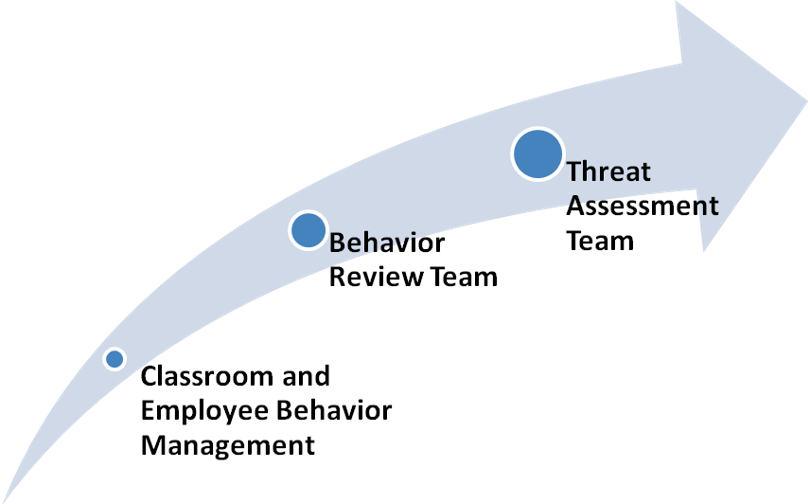 Threat
Assessment
Team
Behavior
Review Team
Classroom and
Employee Behavior
Management